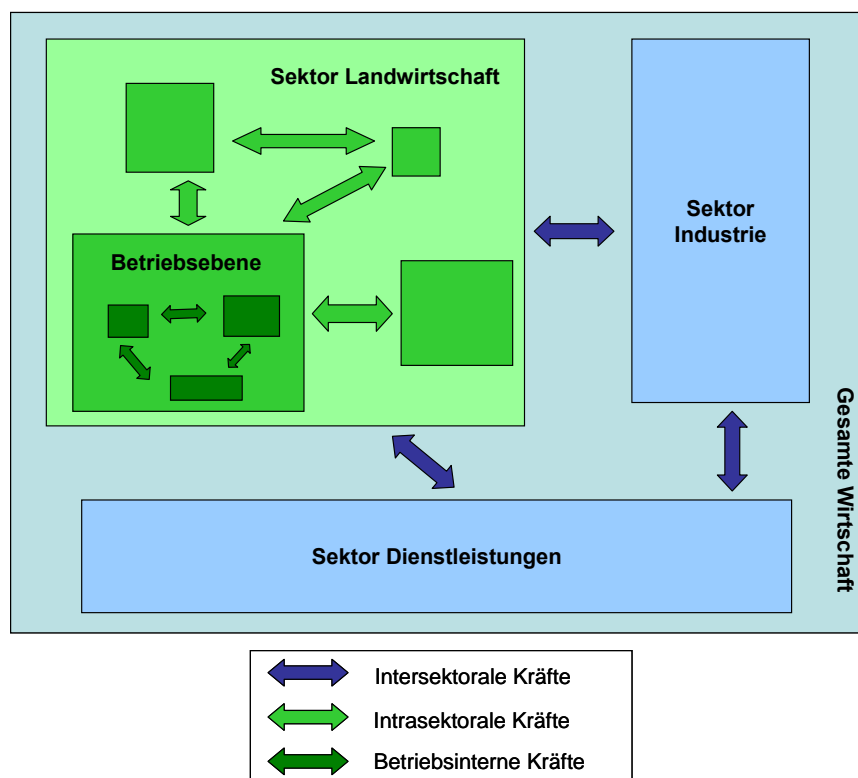 Sektor Landwirtschaft
Sektor
Industrie
Betriebsebene
Gesamte Wirtschaft
Sektor Dienstleistungen
Intersektorale Kräfte
Intrasektorale Kräfte
Betriebsinterne Kräfte